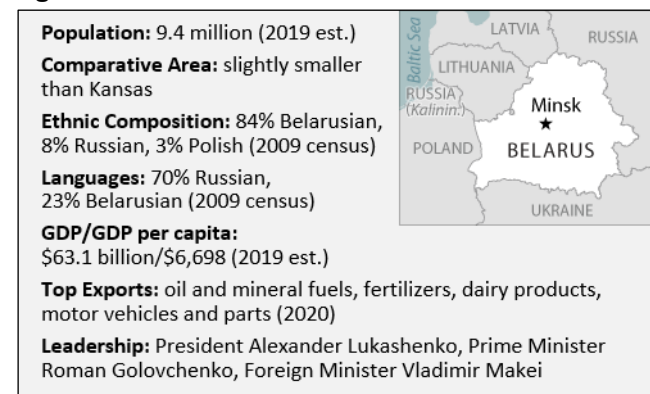 Population: 9.4 million (2019 est.)
Comparative Area: slightly smaller
than Kansas
Ethnic Composition: 84% Belarusian,
8% Russian, 3% Polish (2009 census)
Languages: 70% Russian,
23% Belarusian (2009 census)
GDP/GDP per capita:
$63.1 billion/$6,698 (2019 est.)
Top Exports: oil and mineral fuels, fertilizers, dairy products,
motor vehicles and parts (2020)
Leadership: President Alexander Lukashenko, Prime Minister
Roman Golovchenko, Foreign Minister Vladimir Makei
Baltic Sea
LATVIA
RUSSIA
LITHUANIA
RUSSIA
(Kalinin.)
Minsk
POLAND
BELARUS
UKRAINE